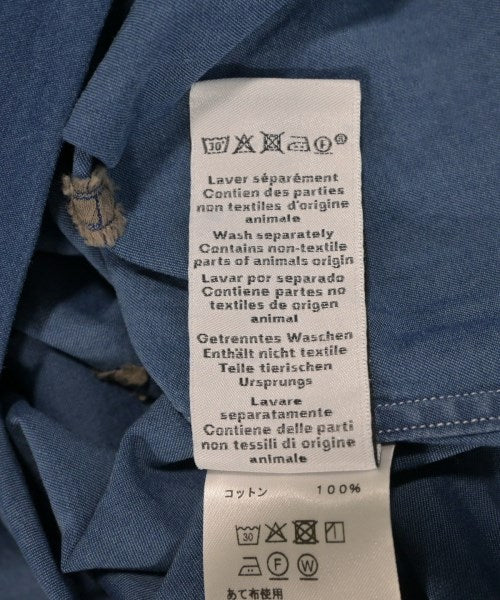 30°
Laver séparément
Contien des parties
non textiles d'origine
animale
Wash separately
Contains non-textile
parts of animals origin
Lavar por separado
Contiene partes no
textiles de origen
animal
Getrenntes Waschen
Enthält nicht textile
Teile tierischen
Ursprungs
Lavare
separatamente
Contiene delle parti
non tessili di origine
animale
コットン 100%
30
F W
あて布使用